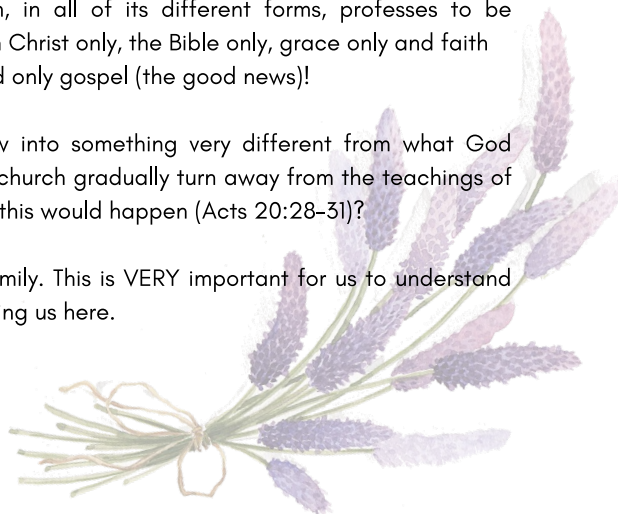 , in all of its different forms, professes to be
Christ only, the Bible only, grace only and faith
only gospel (the good news)!
into something very different from what God
church gradually turn away from the teachings of
this would happen (Acts 20:28–31)?
mily. This is VERY important for us to understand
ng us here.